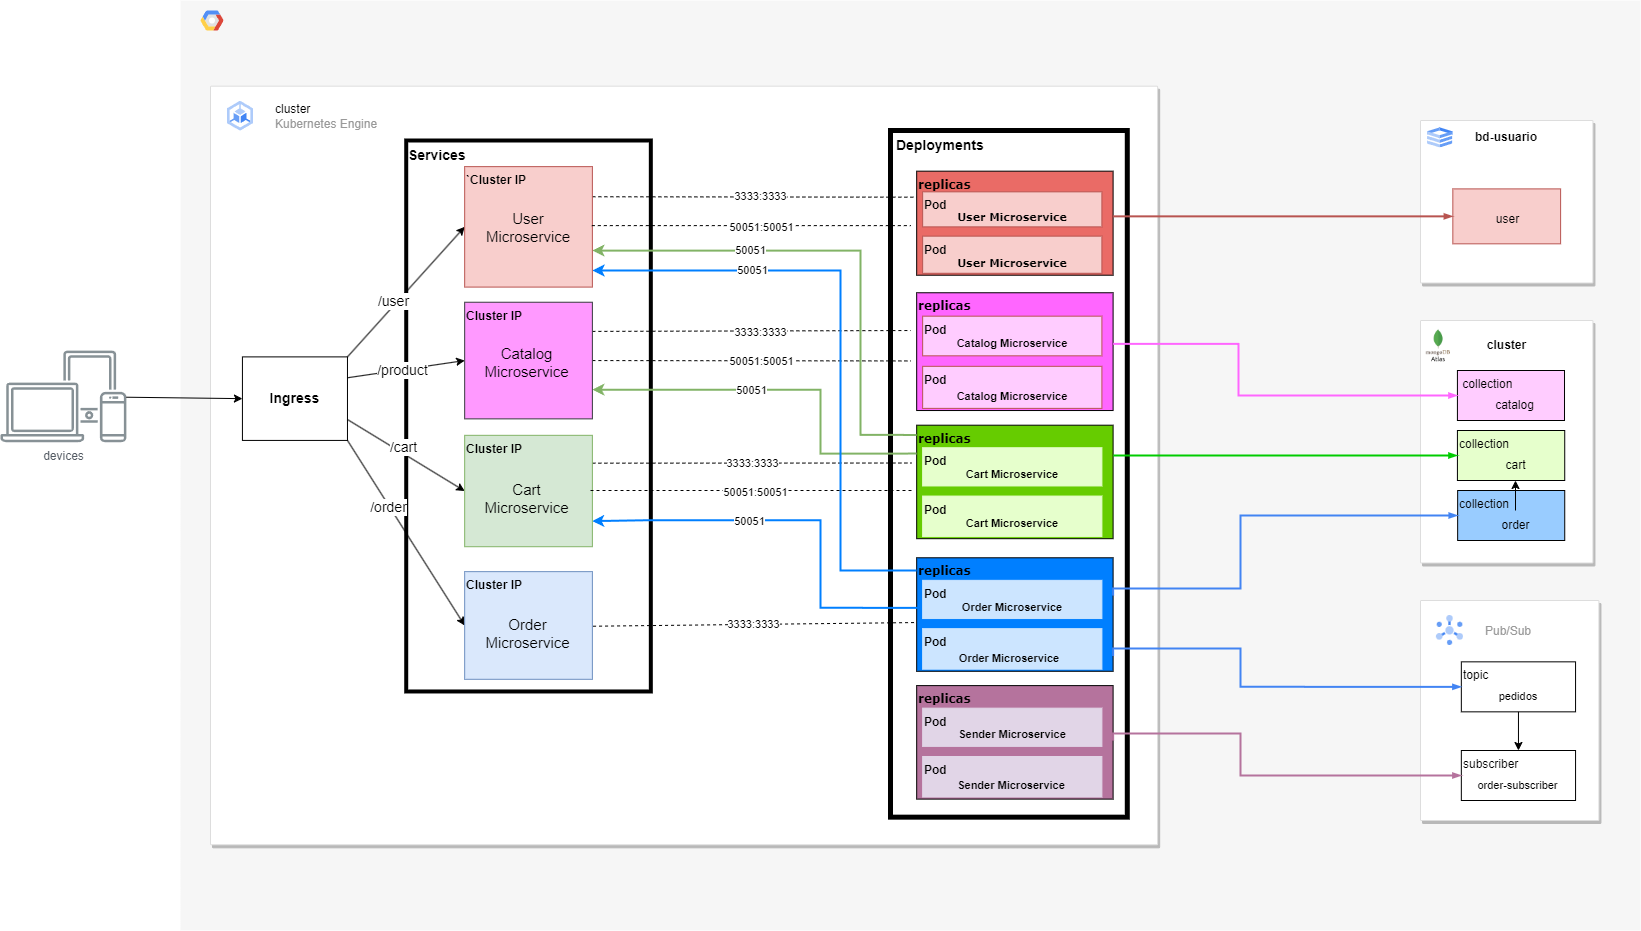 cluster
Kubernetes Engine
Services
`Cluster IP
User
Microservice
Cluster IP
Catalog
Microservice
Cluster IP
Cart
Microservice
Cluster IP
Order
Microservice
/user
/product
/cart
/order
Ingress
devices
3333:3333
50051:50051
50051
50051
3333:3333
50051:50051
50051
3333:3333
50051:50051
50051
3333:3333
Deployments
replicas
Pod
User Microservice
Pod
User Microservice
replicas
Pod
Catalog Microservice
Pod
Catalog Microservice
replicas
Pod
Cart Microservice
Pod
Cart Microservice
replicas
Pod
Order Microservice
Pod
Order Microservice
replicas
Pod
Sender Microservice
Pod
Sender Microservice
bd-usuario
user
mongoDB
Atlas
cluster
collection
catalog
collection
cart
collection
order
Pub/Sub
topic
pedidos
subscriber
order-subscriber